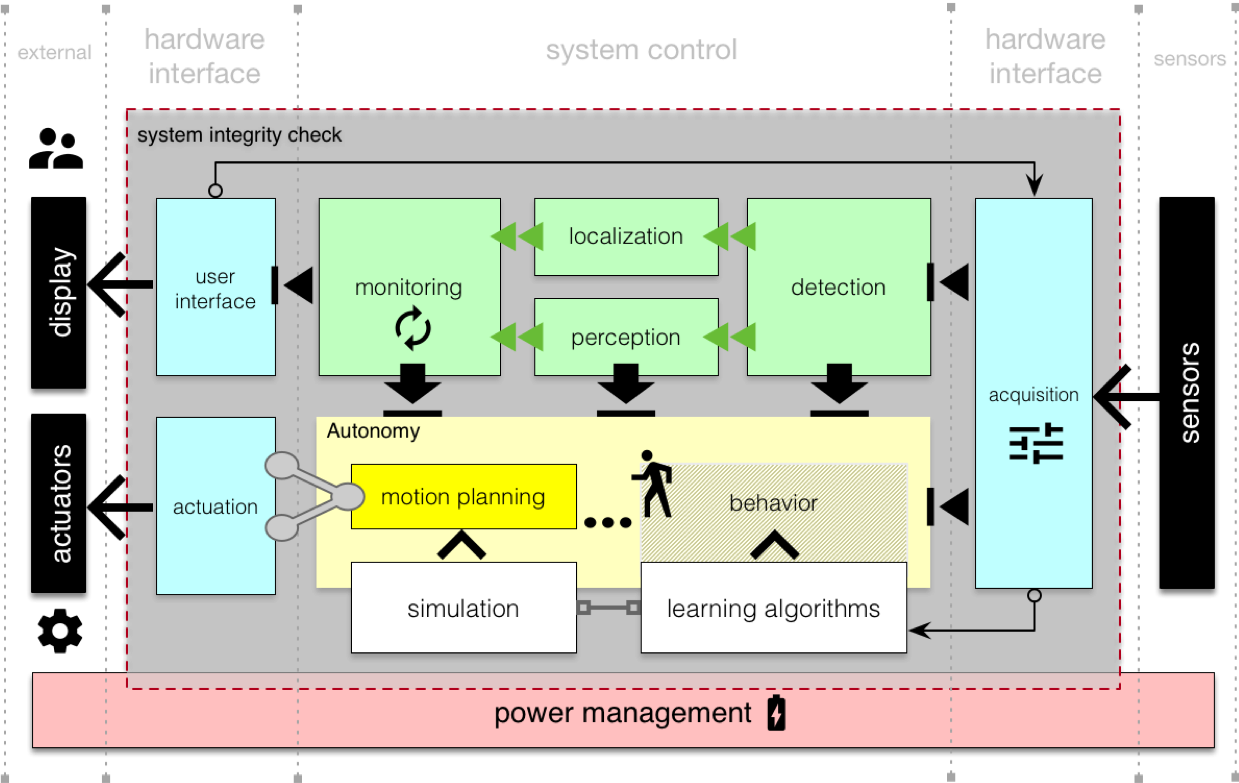 external
hardware
interface
system control
hardware
interface
sensors
system integrity check
display
user
interface
monitoring
localization
perception
detection
acquisition
sensors
actuators
actuation
Autonomy
motion planning
behavior
simulation
learning algorithms
power management